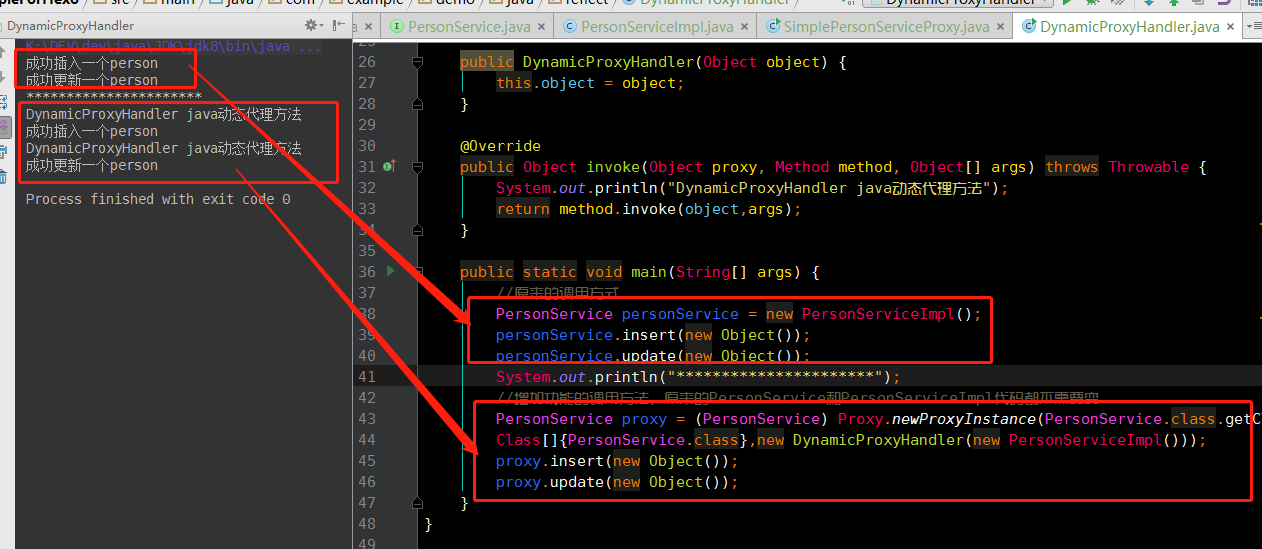 src main java com example demo reflect DynamicProxyHandler DynamicProxyHandler
DynamicProxyHandler
PersonService.java PersonServiceImpl.java SimplePersonServiceProxy.java DynamicProxyHandler.java
K:\DEV\dev\java\JDK\jdk8\bin\java ...
成功插入一个person
成功更新一个person
**********************
DynamicProxyHandler java动态代理方法
成功插入一个person
DynamicProxyHandler java动态代理方法
成功更新一个person
Process finished with exit code 0
26 public DynamicProxyHandler(Object object) {
27 this.object = object;
28 }
29
30 @Override
31 public Object invoke(Object proxy, Method method, Object[] args) throws Throwable {
32 System.out.println("DynamicProxyHandler java动态代理方法");
33 return method.invoke(object,args);
34 }
35
36 public static void main(String[] args) {
37 //原来的调用方式
38 PersonService personService = new PersonServiceImpl();
39 personService.insert(new Object());
40 personService.update(new Object());
41 System.out.println("**********************");
42 //增加功能的调用方法，原来的PersonService和PersonServiceImpl代码都不需要变
43 PersonService proxy = (PersonService) Proxy.newProxyInstance(PersonService.class.getC
44 Class[]{PersonService.class},new DynamicProxyHandler(new PersonServiceImpl()));
45 proxy.insert(new Object());
46 proxy.update(new Object());
47 }
48 }
49